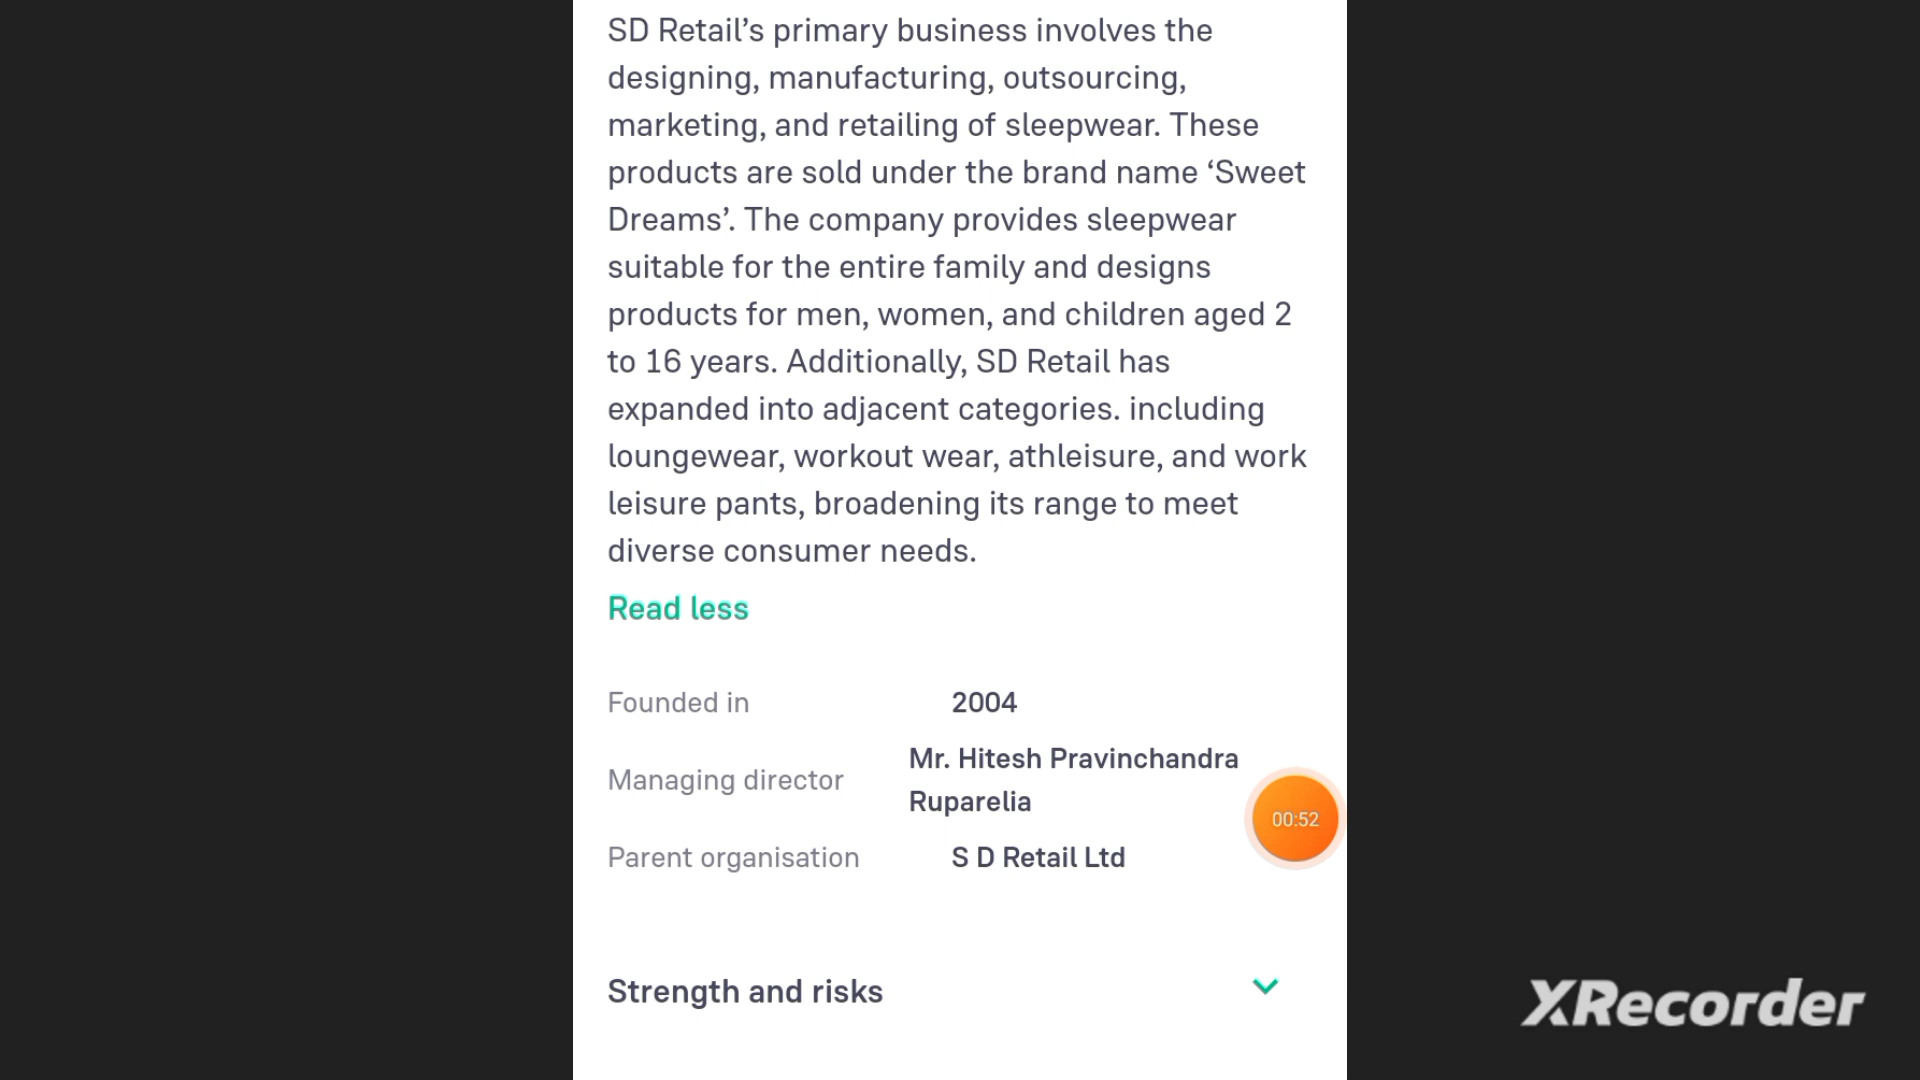 SD Retail’s primary business involves the
designing, manufacturing, outsourcing,
marketing, and retailing of sleepwear. These
products are sold under the brand name ‘Sweet
Dreams’. The company provides sleepwear
suitable for the entire family and designs
products for men, women, and children aged 2
to 16 years. Additionally, SD Retail has
expanded into adjacent categories. including
loungewear, workout wear, athleisure, and work
leisure pants, broadening its range to meet
diverse consumer needs.
Read less
Founded in 2004
Managing director Mr. Hitesh Pravinchandra
Ruparelia
00:52
Parent organisation S D Retail Ltd
Strength and risks
XRecorder